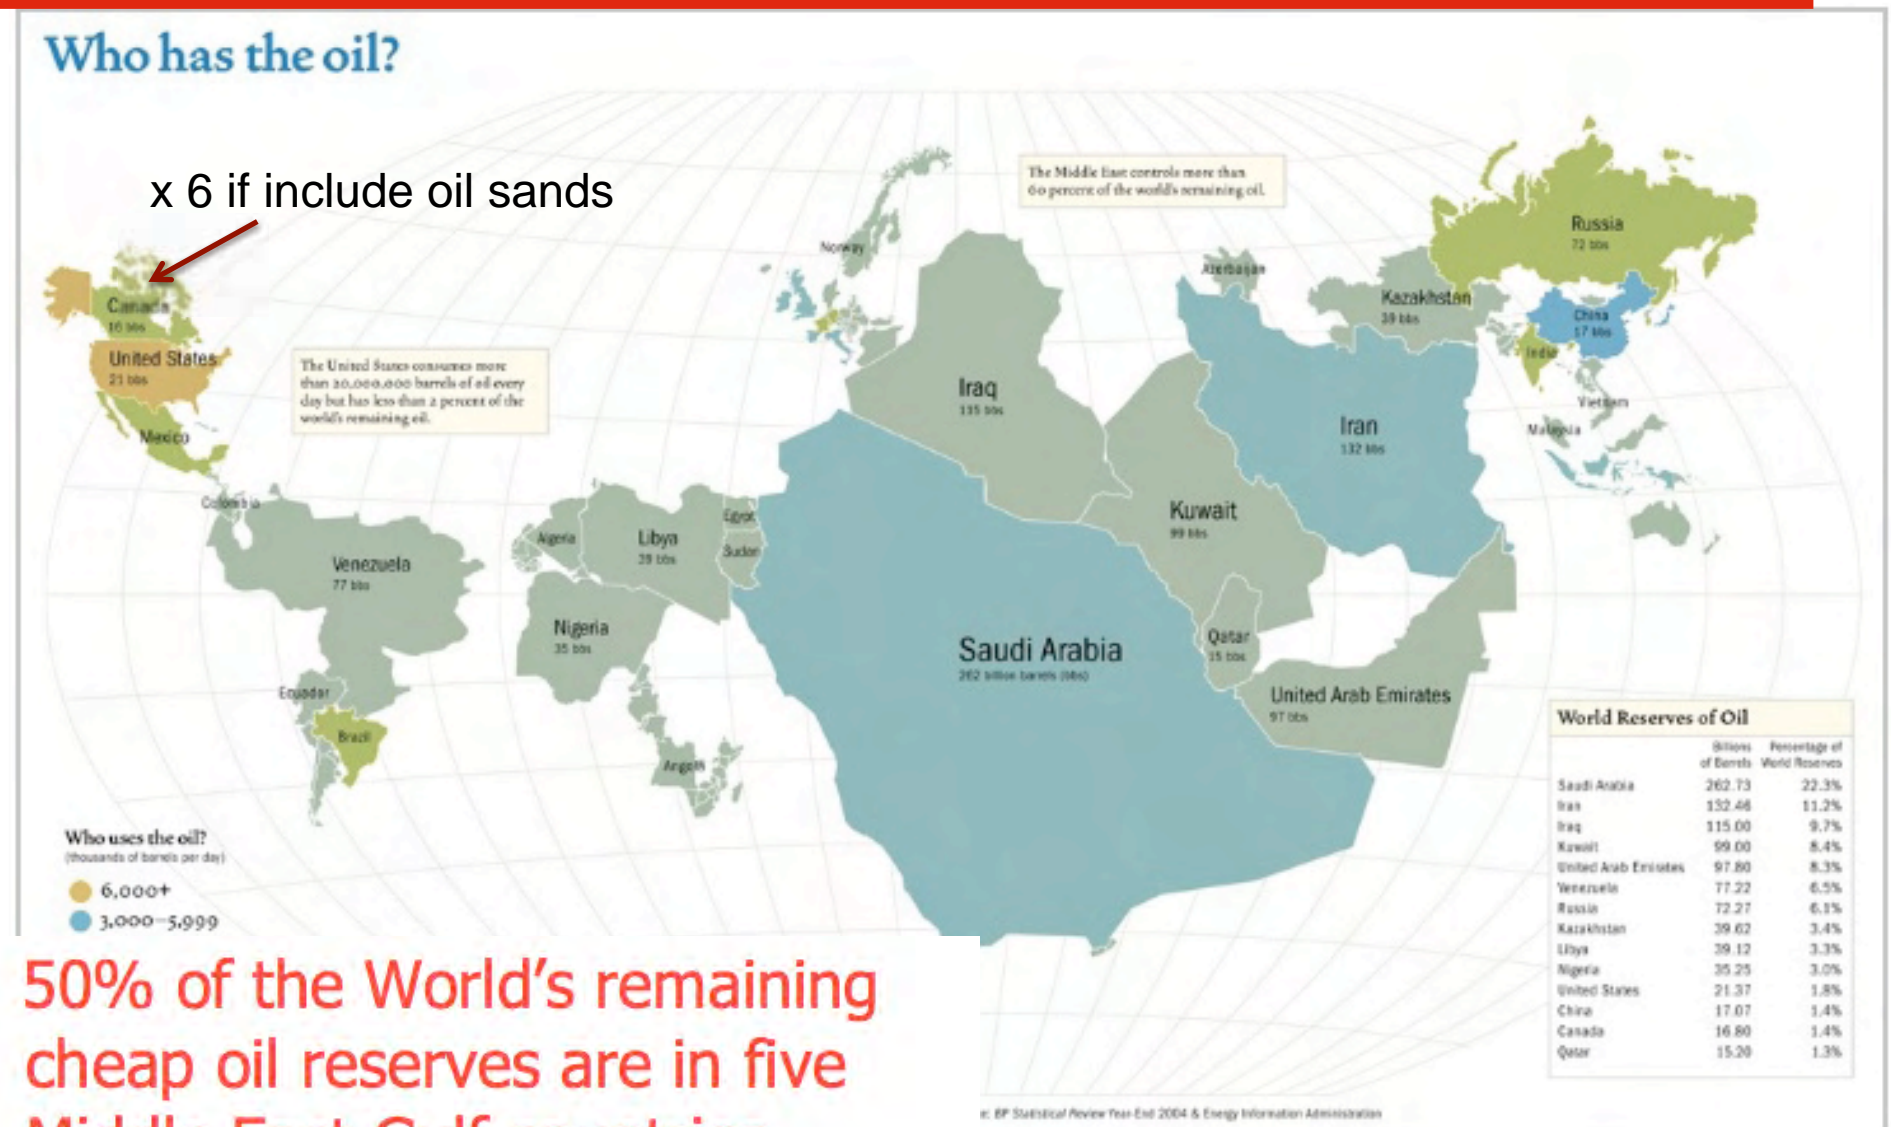 Who has the oil?
x 6 if include oil sands
The Middle East controls more than
60 percent of the world's remaining oil.
Norway
Azerbaijan
Russia
72 bbs
Kazakhstan
39 bbs
China
17 bbs
India
Vietnam
Malaysia
Canada
16 bbs
United States
21 bbs
Mexico
The United States consumes more
than 20,000,000 barrels of oil every
day but has less than 2 percent of the
world's remaining oil.
Iraq
115 bbs
Iran
132 bbs
Kuwait
99 bbs
Colombia
Venezuela
77 bbs
Algeria
Libya
39 bbs
Egypt
Sudan
Nigeria
35 bbs
Saudi Arabia
262 billion barrels (bbs)
Qatar
15 bbs
United Arab Emirates
97 bbs
Ecuador
Brazil
Angola
Who uses the oil?
(thousands of barrels per day)
6,000+
3,000–5,999
World Reserves of Oil
Billions Percentage of
of Barrels World Reserves
Saudi Arabia 262.73 22.3%
Iran 132.46 11.2%
Iraq 115.00 9.7%
Kuwait 99.00 8.4%
United Arab Emirates 97.80 8.3%
Venezuela 77.22 6.5%
Russia 72.27 6.1%
Kazakhstan 39.62 3.4%
Libya 39.12 3.3%
Nigeria 35.25 3.0%
United States 21.37 1.8%
China 17.07 1.4%
Canada 16.80 1.4%
Qatar 15.20 1.3%
50% of the World's remaining
cheap oil reserves are in five
Middle East Gulf countries
e: BP Statistical Review Year-End 2004 & Energy Information Administration